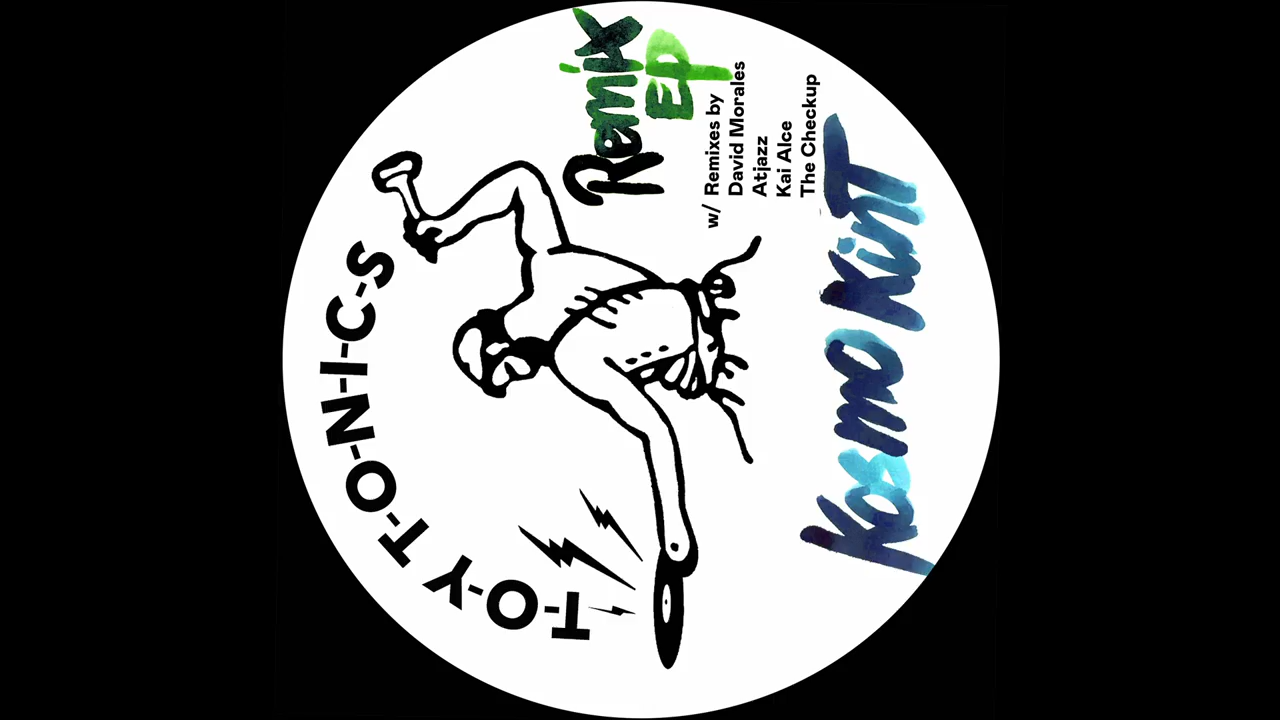 T-O-Y T-O-N-I-C-S
Remix
EP
w/ Remixes by
David Morales
Atjazz
Kai Alce
The Checkup
Kosmo Kint